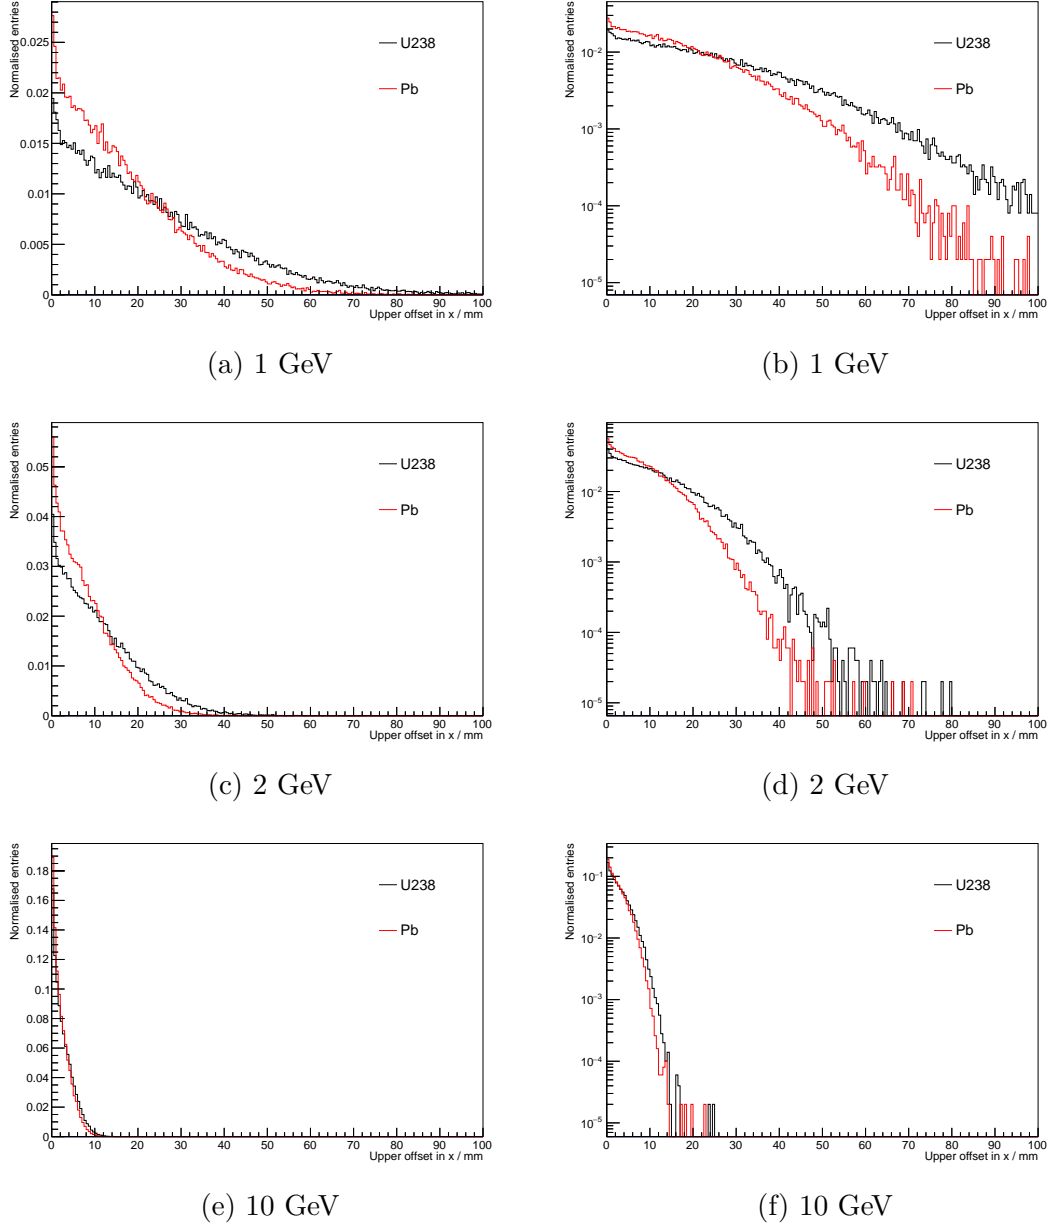 Normalised entries
0.025
0.02
0.015
0.01
0.005
0
0 10 20 30 40 50 60 70 80 90 100
Upper offset in x / mm
U238
Pb
(a) 1 GeV
Normalised entries
10⁻²
10⁻³
10⁻⁴
10⁻⁵
0 10 20 30 40 50 60 70 80 90 100
Upper offset in x / mm
U238
Pb
(b) 1 GeV
Normalised entries
0.05
0.04
0.03
0.02
0.01
0
0 10 20 30 40 50 60 70 80 90 100
Upper offset in x / mm
U238
Pb
(c) 2 GeV
Normalised entries
10⁻²
10⁻³
10⁻⁴
10⁻⁵
0 10 20 30 40 50 60 70 80 90 100
Upper offset in x / mm
U238
Pb
(d) 2 GeV
Normalised entries
0.18
0.16
0.14
0.12
0.1
0.08
0.06
0.04
0.02
0
0 10 20 30 40 50 60 70 80 90 100
Upper offset in x / mm
U238
Pb
(e) 10 GeV
Normalised entries
10⁻¹
10⁻²
10⁻³
10⁻⁴
10⁻⁵
0 10 20 30 40 50 60 70 80 90 100
Upper offset in x / mm
U238
Pb
(f) 10 GeV